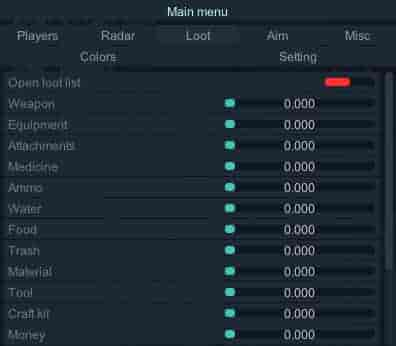 Main menu
Players Radar Loot Aim Misc
Colors Setting
Open loot list
Weapon 0.000
Equipment 0.000
Attachments 0.000
Medicine 0.000
Ammo 0.000
Water 0.000
Food 0.000
Trash 0.000
Material 0.000
Tool 0.000
Craft kit 0.000
Money 0.000